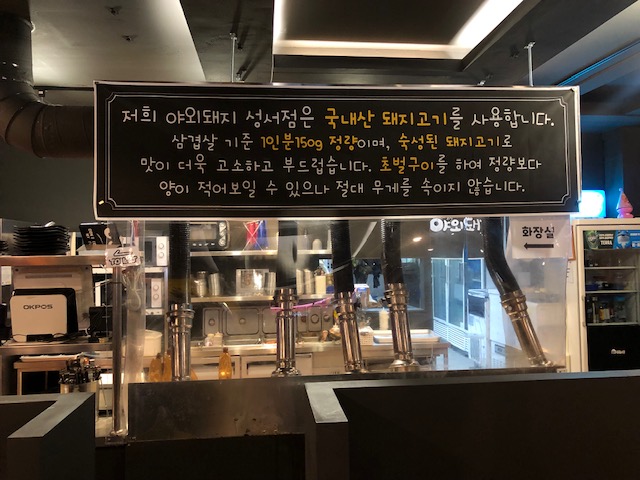 저희 야외돼지 성서점은 국내산 돼지고기를 사용합니다.
삼겹살 기준 1인분150g 정량이며, 숙성된 돼지고기로
맛이 더욱 고소하고 부드럽습니다. 초벌구이를 하여 정량보다
양이 적어보일 수 있으나 절대 무게를 속이지 않습니다.
야외돼
화장실
OKPOS